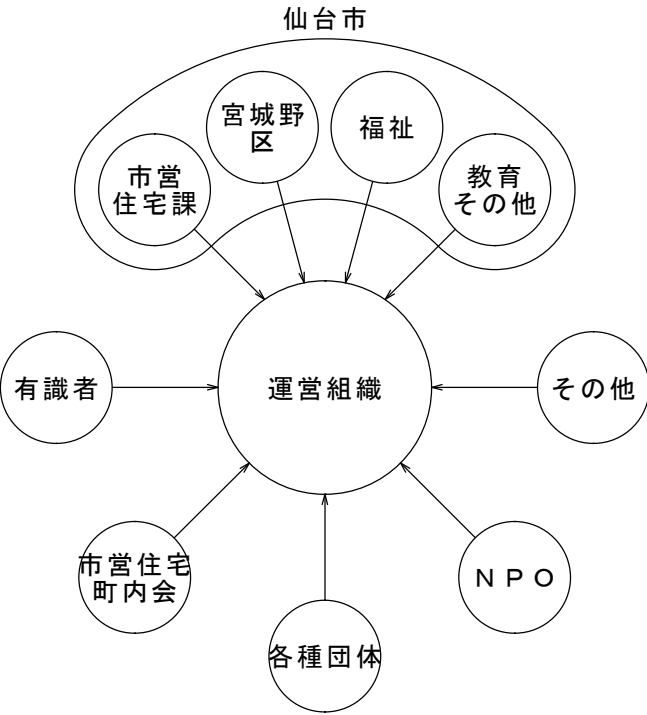 仙台市
宮城野
区
福祉
市営
住宅課
教育
その他
有識者
運営組織
その他
市営住宅
町内会
NPO
各種団体